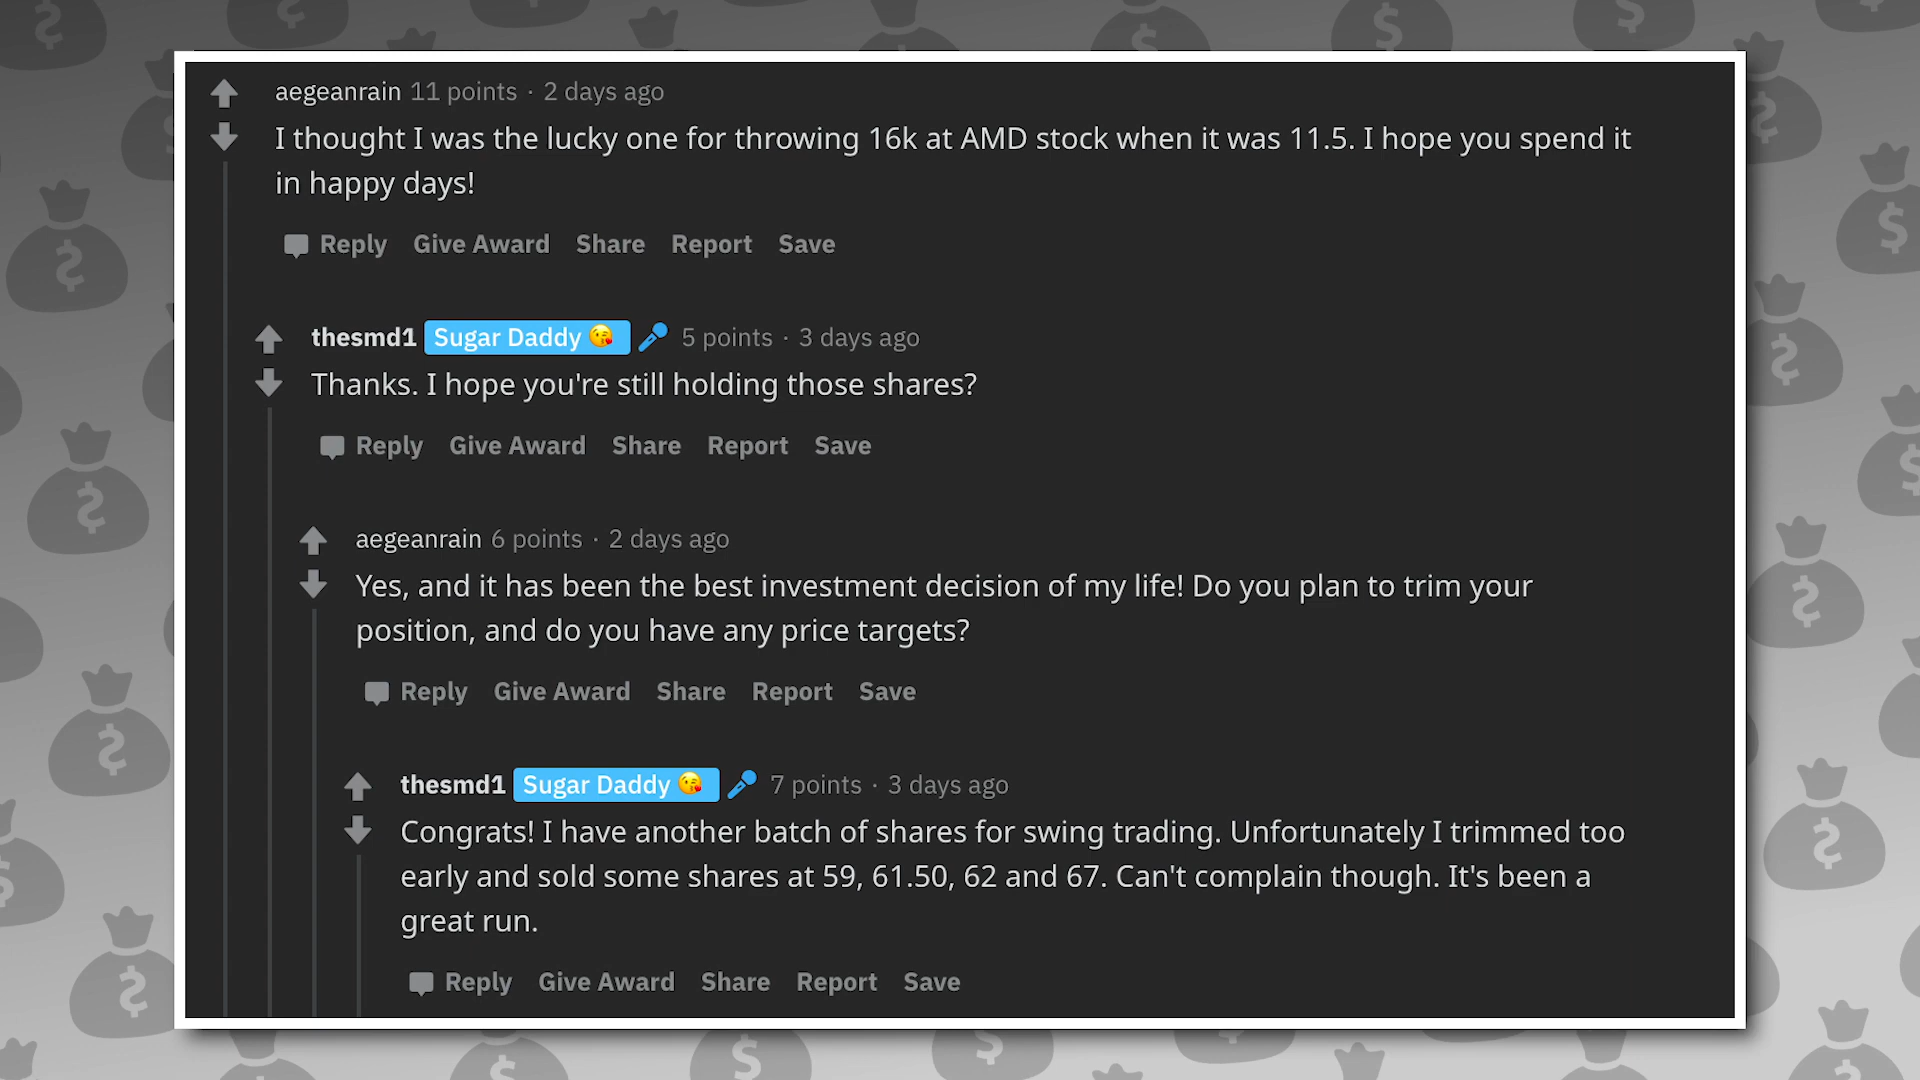 aegeanrain 11 points · 2 days ago
I thought I was the lucky one for throwing 16k at AMD stock when it was 11.5. I hope you spend it
in happy days!
Reply Give Award Share Report Save
thesmd1 Sugar Daddy 😘 5 points · 3 days ago
Thanks. I hope you're still holding those shares?
Reply Give Award Share Report Save
aegeanrain 6 points · 2 days ago
Yes, and it has been the best investment decision of my life! Do you plan to trim your
position, and do you have any price targets?
Reply Give Award Share Report Save
thesmd1 Sugar Daddy 😘 7 points · 3 days ago
Congrats! I have another batch of shares for swing trading. Unfortunately I trimmed too
early and sold some shares at 59, 61.50, 62 and 67. Can't complain though. It's been a
great run.
Reply Give Award Share Report Save